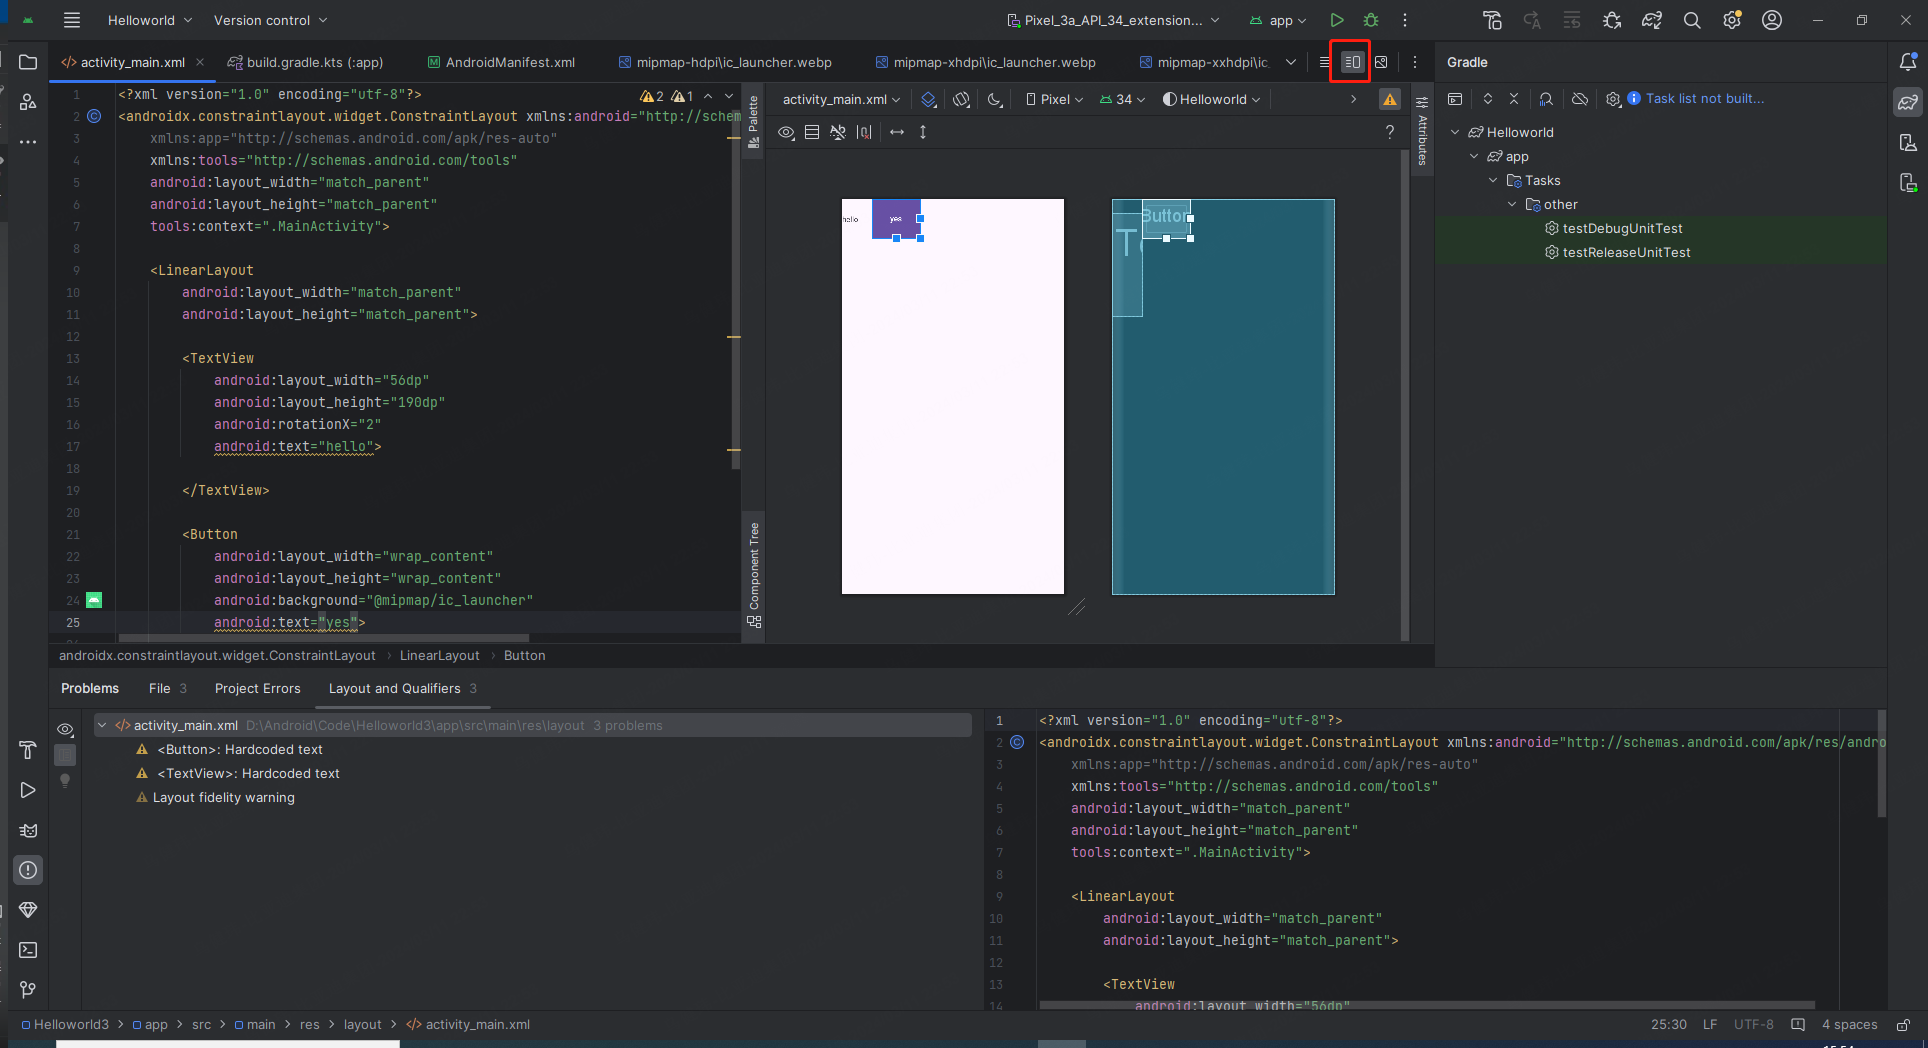 Helloworld
Version control
Pixel_3a_API_34_extension...
app
activity_main.xml
build.gradle.kts (:app)
AndroidManifest.xml
mipmap-hdpi\ic_launcher.webp
mipmap-xhdpi\ic_launcher.webp
mipmap-xxhdpi\ic_
Gradle
1 <?xml version="1.0" encoding="utf-8"?>
2 <androidx.constraintlayout.widget.ConstraintLayout xmlns:android="http://schem
3 xmlns:app="http://schemas.android.com/apk/res-auto"
4 xmlns:tools="http://schemas.android.com/tools"
5 android:layout_width="match_parent"
6 android:layout_height="match_parent"
7 tools:context=".MainActivity">
8
9 <LinearLayout
10 android:layout_width="match_parent"
11 android:layout_height="match_parent">
12
13 <TextView
14 android:layout_width="56dp"
15 android:layout_height="190dp"
16 android:rotationX="2"
17 android:text="hello">
18
19 </TextView>
20
21 <Button
22 android:layout_width="wrap_content"
23 android:layout_height="wrap_content"
24 android:background="@mipmap/ic_launcher"
25 android:text="yes">
2 1
Palette
Component Tree
activity_main.xml
Pixel
34
Helloworld
?
Attributes
hello
yes
Button
T
Task list not built...
Helloworld
app
Tasks
other
testDebugUnitTest
testReleaseUnitTest
androidx.constraintlayout.widget.ConstraintLayout
LinearLayout
Button
Problems
File 3
Project Errors
Layout and Qualifiers 3
activity_main.xml D:\Android\Code\Helloworld3\app\src\main\res\layout 3 problems
<Button>: Hardcoded text
<TextView>: Hardcoded text
Layout fidelity warning
1 <?xml version="1.0" encoding="utf-8"?>
2 <androidx.constraintlayout.widget.ConstraintLayout xmlns:android="http://schemas.android.com/apk/res/andro
3 xmlns:app="http://schemas.android.com/apk/res-auto"
4 xmlns:tools="http://schemas.android.com/tools"
5 android:layout_width="match_parent"
6 android:layout_height="match_parent"
7 tools:context=".MainActivity">
8
9 <LinearLayout
10 android:layout_width="match_parent"
11 android:layout_height="match_parent">
12
13 <TextView
14 android:layout_width="56dp"
Helloworld3 > app > src > main > res > layout > activity_main.xml
25:30
LF
UTF-8
4 spaces